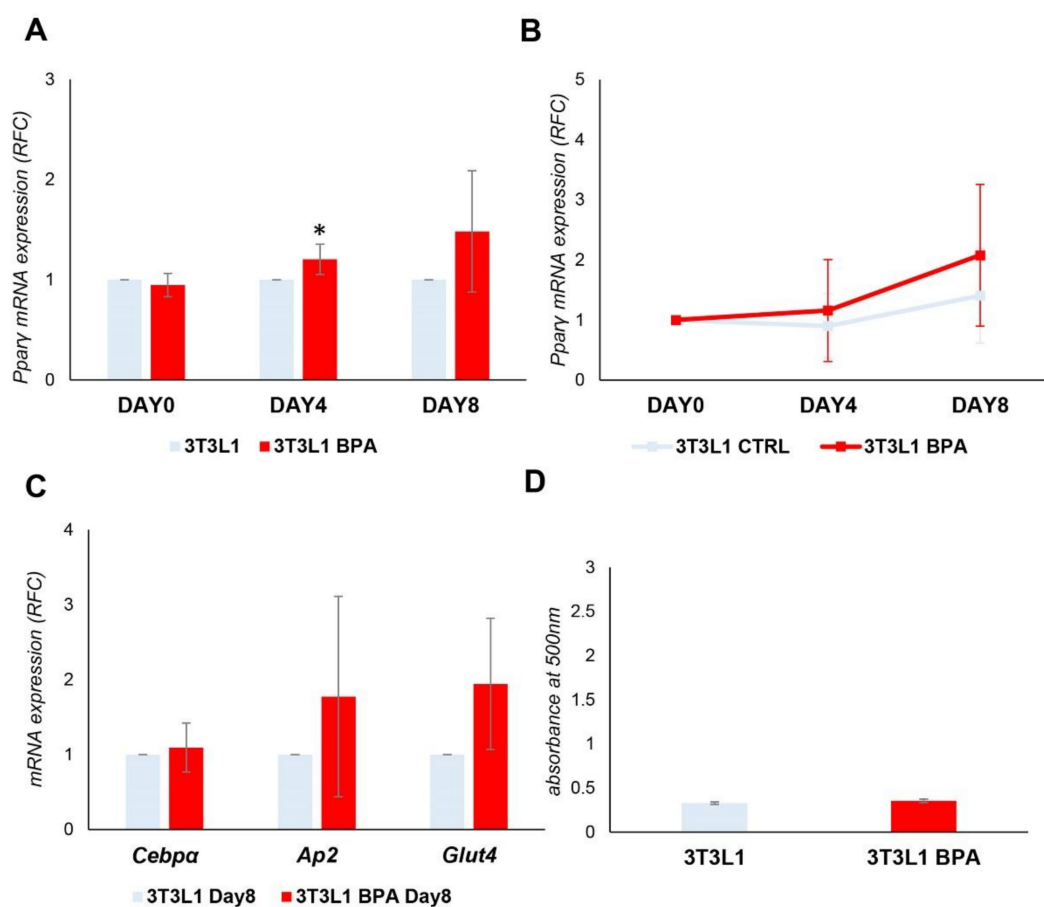 A
Pparγ mRNA expression (RFC)
3
2
1
0
*
DAY0 DAY4 DAY8
3T3L1 3T3L1 BPA
B
Pparγ mRNA expression (RFC)
5
4
3
2
1
0
DAY0 DAY4 DAY8
3T3L1 CTRL 3T3L1 BPA
C
mRNA expression (RFC)
4
3
2
1
0
Cebpα Ap2 Glut4
3T3L1 Day8 3T3L1 BPA Day8
D
absorbance at 500nm
3
2.5
2
1.5
1
0.5
0
3T3L1 3T3L1 BPA